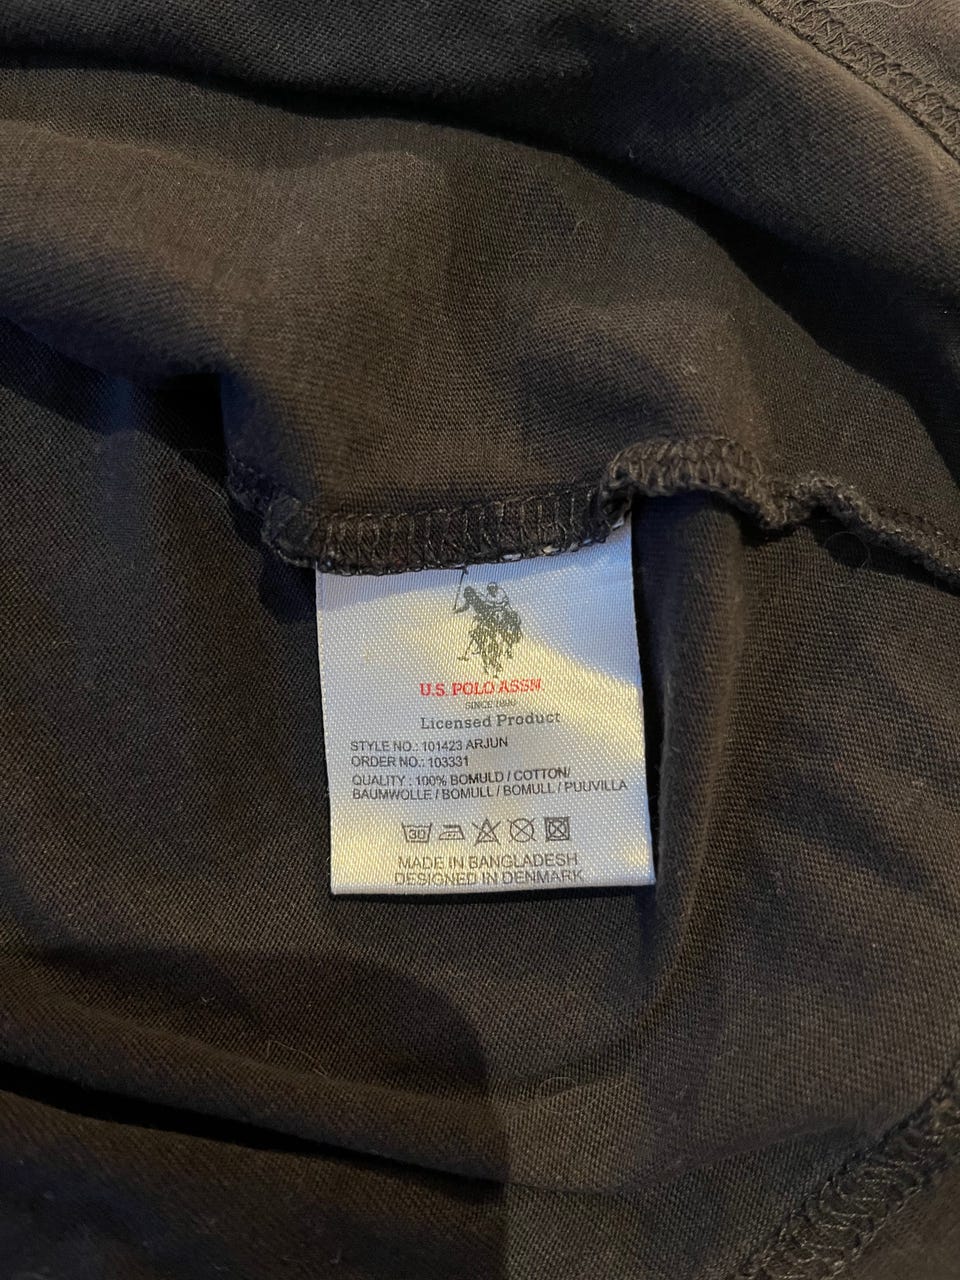 U.S. POLO ASSN.
SINCE 1890
Licensed Product
STYLE NO.: 101423 ARJUN
ORDER NO.: 103331
QUALITY : 100% BOMULD / COTTON/
BAUMWOLLE / BOMULL / BOMULL / PUUVILLA
30
MADE IN BANGLADESH
DESIGNED IN DENMARK